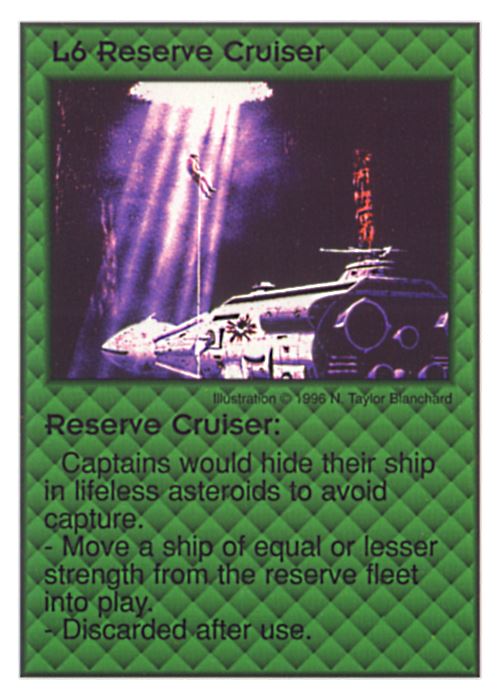 L6 Reserve Cruiser
Illustration © 1996 N. Taylor Blanchard
Reserve Cruiser:
Captains would hide their ship
in lifeless asteroids to avoid
capture.
- Move a ship of equal or lesser
strength from the reserve fleet
into play.
- Discarded after use.